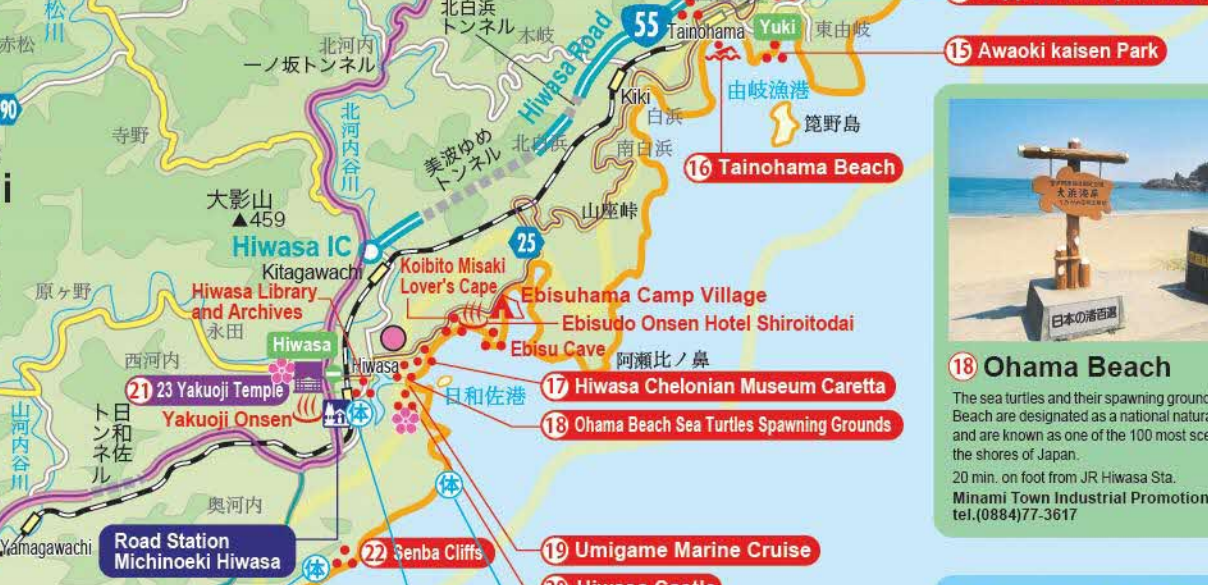 松川
赤松
北白浜
トンネル
木岐
Hiwasa Road
55
Tainohama
Yuki
東由岐
15 Awaoki kaisen Park
北河内
一ノ坂トンネル
90
Kiki
由岐漁港
寺野
北河内谷川
白浜
箆野島
北白浜
南白浜
美波ゆめ
トンネル
16 Tainohama Beach
i
大影山
▲459
山座峠
25
Hiwasa IC
Kitagawachi
Koibito Misaki
Lover's Cape
原ヶ野
Hiwasa Library
and Archives
Ebisuhama Camp Village
永田
Ebisudo Onsen Hotel Shiroitodai
Hiwasa
Ebisu Cave
西河内
Hiwasa
阿瀬比ノ鼻
21 23 Yakuoji Temple
日和佐港
17 Hiwasa Chelonian Museum Caretta
Yakuoji Onsen
体
18 Ohama Beach Sea Turtles Spawning Grounds
山河内谷川
日和佐
トンネル
体
奥河内
Yamagawachi
Road Station
Michinoeki Hiwasa
22 Senba Cliffs
19 Umigame Marine Cruise
体
大浜海岸
日本の渚百選
18 Ohama Beach
The sea turtles and their spawning
Beach are designated as a national
and are known as one of the 100 most
the shores of Japan.
20 min. on foot from JR Hiwasa Sta.
Minami Town Industrial Promotion
tel.(0884)77-3617